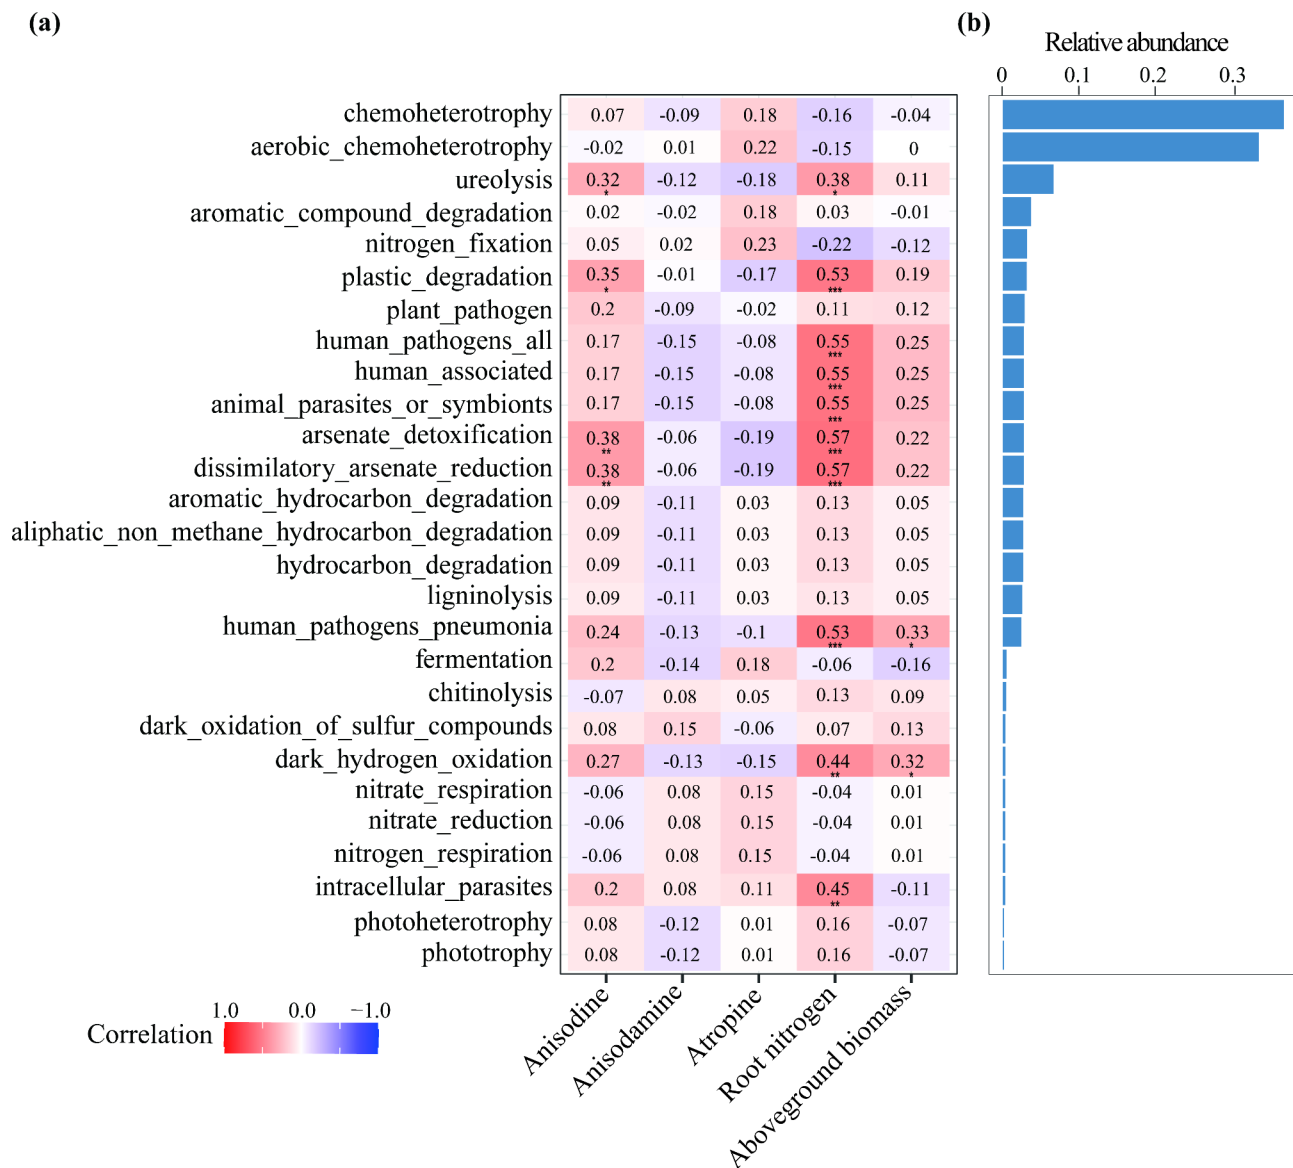 (a)
(b)
Relative abundance
0 0.1 0.2 0.3
chemoheterotrophy 0.07 -0.09 0.18 -0.16 -0.04
aerobic_chemoheterotrophy -0.02 0.01 0.22 -0.15 0
ureolysis 0.32 -0.12 -0.18 0.38 0.11
* *
aromatic_compound_degradation 0.02 -0.02 0.18 0.03 -0.01
nitrogen_fixation 0.05 0.02 0.23 -0.22 -0.12
plastic_degradation 0.35 -0.01 -0.17 0.53 0.19
* ***
plant_pathogen 0.2 -0.09 -0.02 0.11 0.12
human_pathogens_all 0.17 -0.15 -0.08 0.55 0.25
***
human_associated 0.17 -0.15 -0.08 0.55 0.25
***
animal_parasites_or_symbionts 0.17 -0.15 -0.08 0.55 0.25
***
arsenate_detoxification 0.38 -0.06 -0.19 0.57 0.22
** ***
dissimilatory_arsenate_reduction 0.38 -0.06 -0.19 0.57 0.22
** ***
aromatic_hydrocarbon_degradation 0.09 -0.11 0.03 0.13 0.05
aliphatic_non_methane_hydrocarbon_degradation 0.09 -0.11 0.03 0.13 0.05
hydrocarbon_degradation 0.09 -0.11 0.03 0.13 0.05
ligninolysis 0.09 -0.11 0.03 0.13 0.05
human_pathogens_pneumonia 0.24 -0.13 -0.1 0.53 0.33
*** *
fermentation 0.2 -0.14 0.18 -0.06 -0.16
chitinolysis -0.07 0.08 0.05 0.13 0.09
dark_oxidation_of_sulfur_compounds 0.08 0.15 -0.06 0.07 0.13
dark_hydrogen_oxidation 0.27 -0.13 -0.15 0.44 0.32
** *
nitrate_respiration -0.06 0.08 0.15 -0.04 0.01
nitrate_reduction -0.06 0.08 0.15 -0.04 0.01
nitrogen_respiration -0.06 0.08 0.15 -0.04 0.01
intracellular_parasites 0.2 0.08 0.11 0.45 -0.11
**
photoheterotrophy 0.08 -0.12 0.01 0.16 -0.07
phototrophy 0.08 -0.12 0.01 0.16 -0.07
Anisodine
Anisodamine
Atropine
Root nitrogen
Aboveground biomass
1.0 0.0 −1.0
Correlation